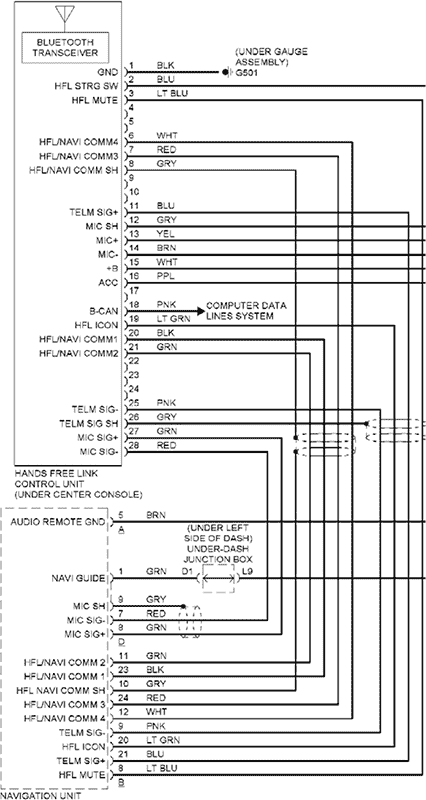 BLUETOOTH
TRANSCEIVER
(UNDER GAUGE
ASSEMBLY)
GND 1 BLK G501
HFL STRG SW 2 BLU
HFL MUTE 3 LT BLU
4
5
HFL/NAVI COMM4 6 WHT
HFL/NAVI COMM3 7 RED
HFL/NAVI COMM SH 8 GRY
9
10
TELM SIG+ 11 BLU
MIC SH 12 GRY
MIC+ 13 YEL
MIC- 14 BRN
+B 15 WHT
ACC 16 PPL
17
B-CAN 18 PNK COMPUTER DATA
LINES SYSTEM
HFL ICON 19 LT GRN
HFL/NAVI COMM1 20 BLK
HFL/NAVI COMM2 21 GRN
22
23
24
TELM SIG- 25 PNK
TELM SIG SH 26 GRY
MIC SIG+ 27 GRN
MIC SIG- 28 RED
HANDS FREE LINK
CONTROL UNIT
(UNDER CENTER CONSOLE)
AUDIO REMOTE GND 5 BRN
A
(UNDER LEFT
SIDE OF DASH)
UNDER-DASH
JUNCTION BOX
NAVI GUIDE 1 GRN D1 L9
MIC SH 9 GRY
MIC SIG- 7 RED
MIC SIG+ 8 GRN
D
HFL/NAVI COMM 2 11 GRN
HFL/NAVI COMM 1 23 BLK
HFL NAVI COMM SH 10 GRY
HFL/NAVI COMM 3 24 RED
HFL/NAVI COMM 4 12 WHT
TELM SIG- 9 PNK
HFL ICON 20 LT GRN
TELM SIG+ 21 BLU
HFL MUTE 8 LT BLU
B
NAVIGATION UNIT